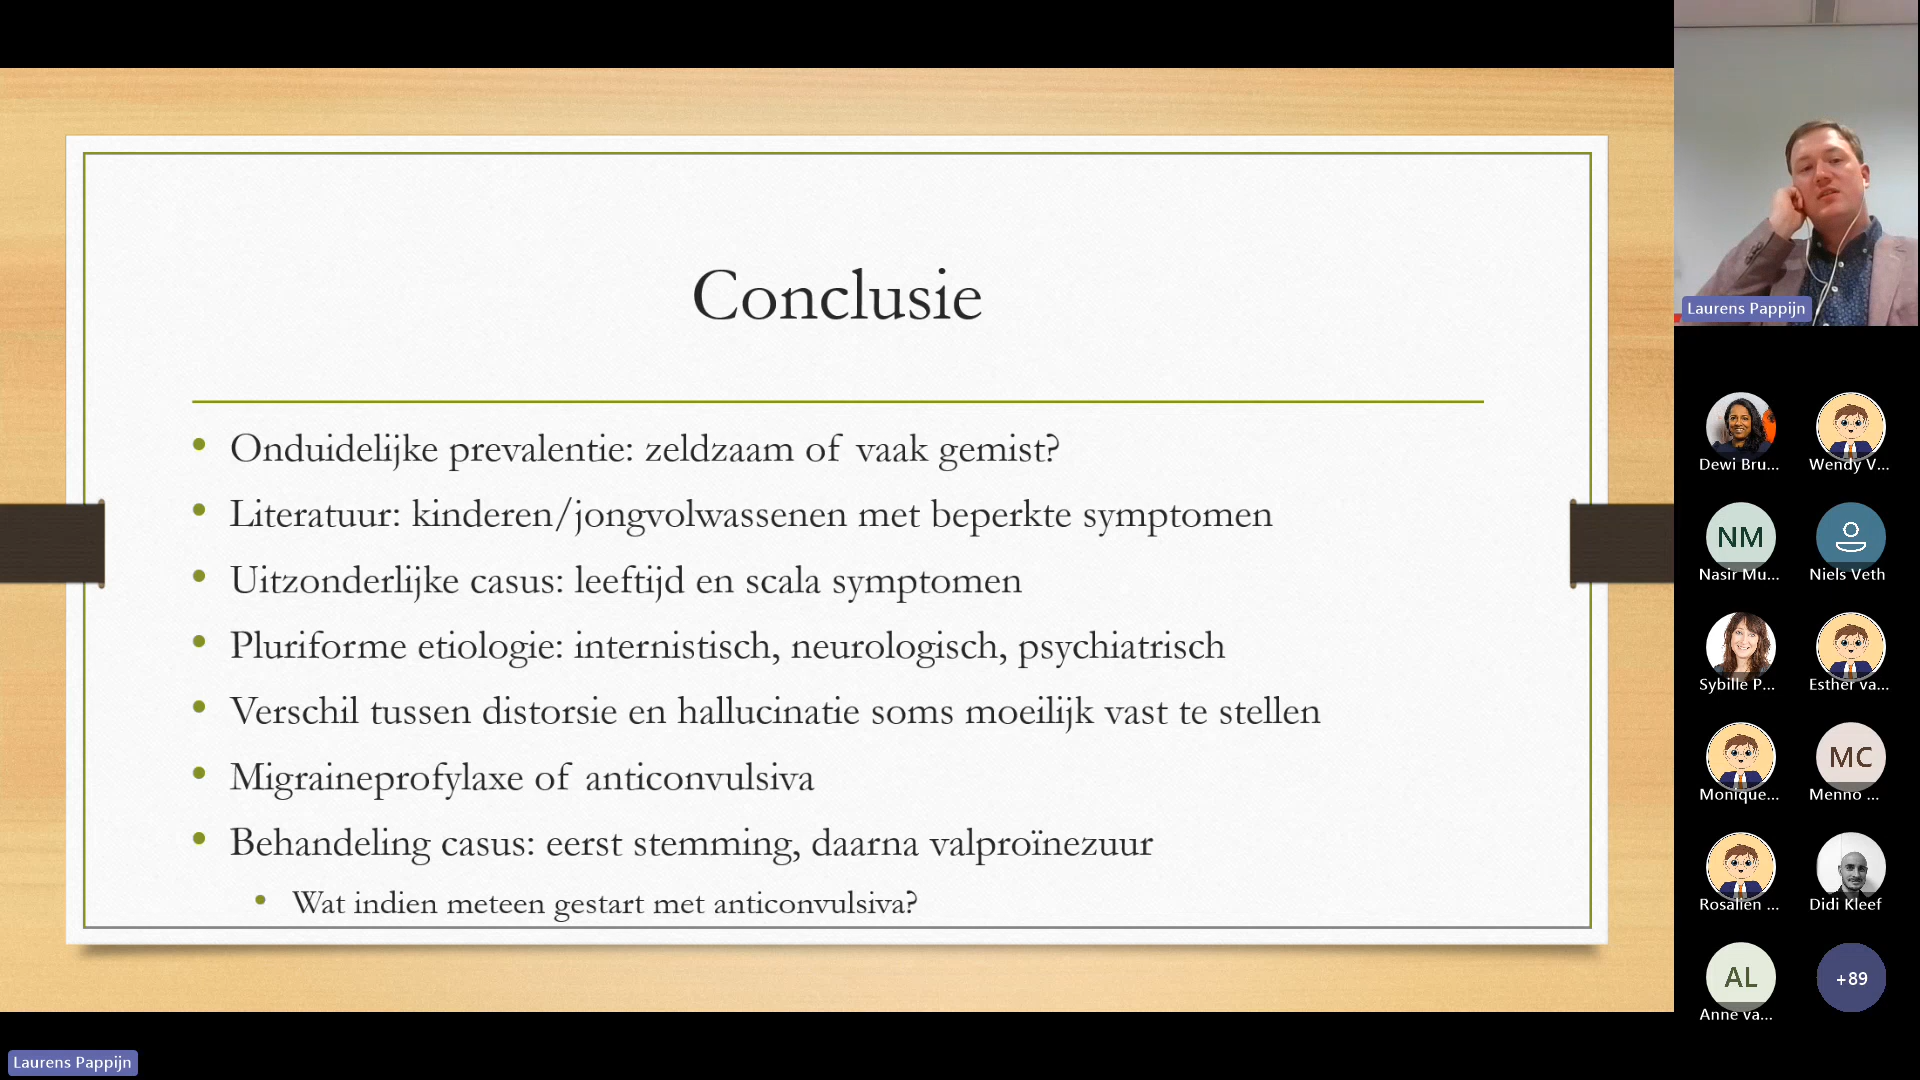 Conclusie
Onduidelijke prevalentie: zeldzaam of vaak gemist?
Literatuur: kinderen/jongvolwassenen met beperkte symptomen
Uitzonderlijke casus: leeftijd en scala symptomen
Pluriforme etiologie: internistisch, neurologisch, psychiatrisch
Verschil tussen distorsie en hallucinatie soms moeilijk vast te stellen
Migraineprofylaxe of anticonvulsiva
Behandeling casus: eerst stemming, daarna valproïnezuur
Wat indien meteen gestart met anticonvulsiva?
Laurens Pappijn
Dewi Bru...
Wendy V...
NM
Nasir Mu...
Niels Veth
Sybille P...
Esther va...
Monique...
MC
Menno ...
Rosalien ...
Didi Kleef
AL
Anne va...
+89
Laurens Pappijn